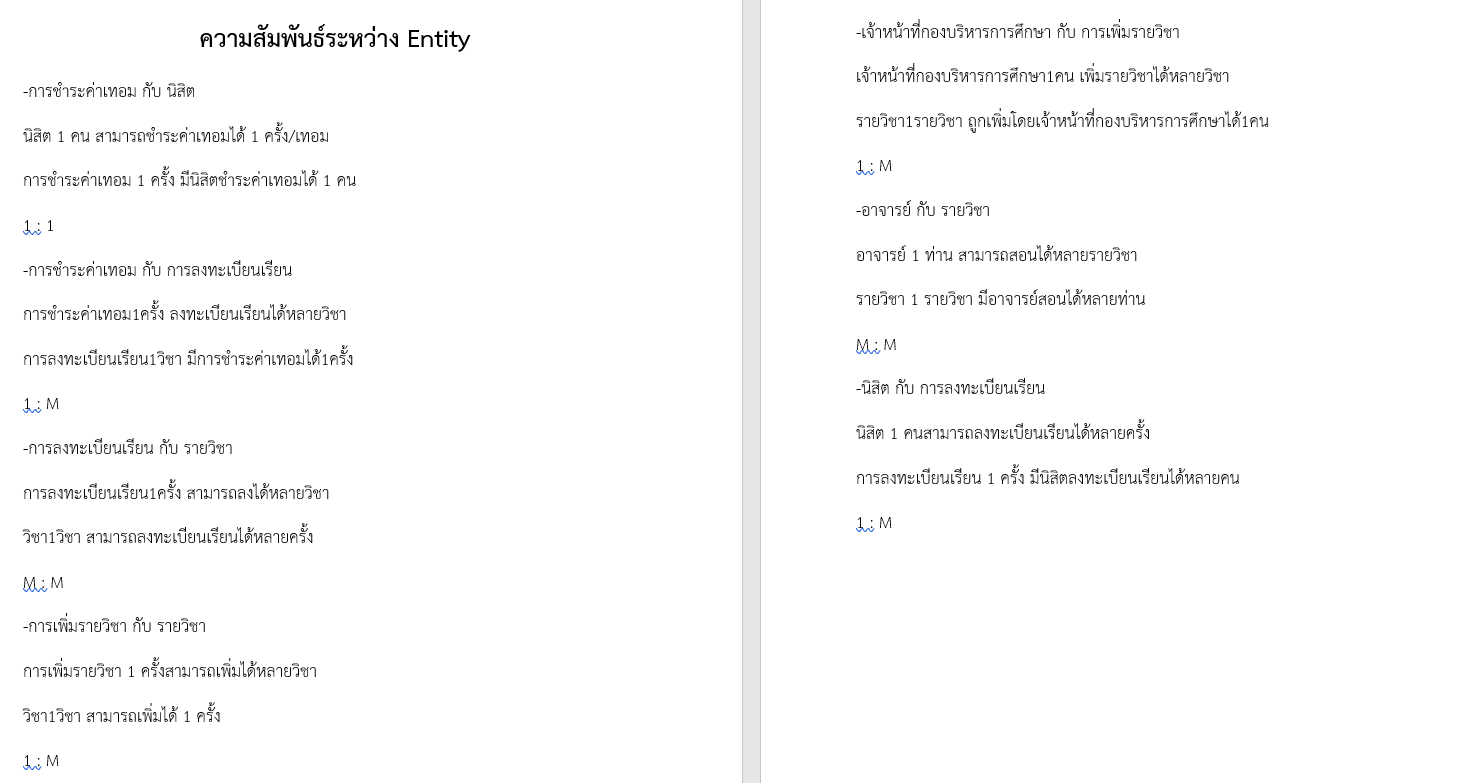 ความสัมพันธ์ระหว่าง Entity
-การชำระค่าเทอม กับ นิสิต
นิสิต 1 คน สามารถชำระค่าเทอมได้ 1 ครั้ง/เทอม
การชำระค่าเทอม 1 ครั้ง มีนิสิตชำระค่าเทอมได้ 1 คน
1 : 1
-การชำระค่าเทอม กับ การลงทะเบียนเรียน
การชำระค่าเทอม1ครั้ง ลงทะเบียนเรียนได้หลายวิชา
การลงทะเบียนเรียน1วิชา มีการชำระค่าเทอมได้1ครั้ง
1 : M
-การลงทะเบียนเรียน กับ รายวิชา
การลงทะเบียนเรียน1ครั้ง สามารถลงได้หลายวิชา
วิชา1วิชา สามารถลงทะเบียนเรียนได้หลายครั้ง
M : M
-การเพิ่มรายวิชา กับ รายวิชา
การเพิ่มรายวิชา 1 ครั้งสามารถเพิ่มได้หลายวิชา
วิชา1วิชา สามารถเพิ่มได้ 1 ครั้ง
1 : M
-เจ้าหน้าที่กองบริหารการศึกษา กับ การเพิ่มรายวิชา
เจ้าหน้าที่กองบริหารการศึกษา1คน เพิ่มรายวิชาได้หลายวิชา
รายวิชา1รายวิชา ถูกเพิ่มโดยเจ้าหน้าที่กองบริหารการศึกษาได้1คน
1 : M
-อาจารย์ กับ รายวิชา
อาจารย์ 1 ท่าน สามารถสอนได้หลายรายวิชา
รายวิชา 1 รายวิชา มีอาจารย์สอนได้หลายท่าน
M : M
-นิสิต กับ การลงทะเบียนเรียน
นิสิต 1 คนสามารถลงทะเบียนเรียนได้หลายครั้ง
การลงทะเบียนเรียน 1 ครั้ง มีนิสิตลงทะเบียนเรียนได้หลายคน
1 : M